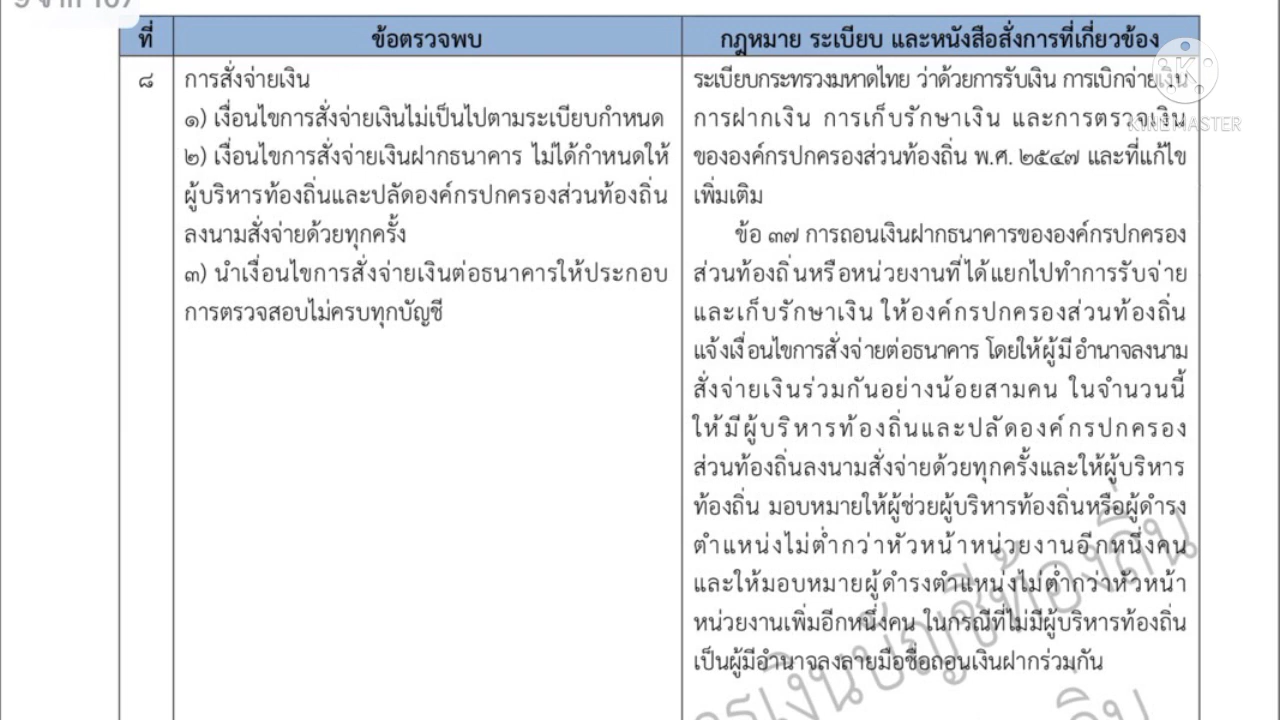 ที่
ข้อตรวจพบ
กฎหมาย ระเบียบ และหนังสือสั่งการที่เกี่ยวข้อง
๘
การสั่งจ่ายเงิน
๑) เงื่อนไขการสั่งจ่ายเงินไม่เป็นไปตามระเบียบกำหนด
๒) เงื่อนไขการสั่งจ่ายเงินฝากธนาคาร ไม่ได้กำหนดให้
ผู้บริหารท้องถิ่นและปลัดองค์กรปกครองส่วนท้องถิ่น
ลงนามสั่งจ่ายด้วยทุกครั้ง
๓) นำเงื่อนไขการสั่งจ่ายเงินต่อธนาคารให้ประกอบ
การตรวจสอบไม่ครบทุกบัญชี
ระเบียบกระทรวงมหาดไทย ว่าด้วยการรับเงิน การเบิกจ่ายเงิน
การฝากเงิน การเก็บรักษาเงิน และการตรวจเงิน
ขององค์กรปกครองส่วนท้องถิ่น พ.ศ. ๒๕๔๗ และที่แก้ไข
เพิ่มเติม
ข้อ ๓๗ การถอนเงินฝากธนาคารขององค์กรปกครอง
ส่วนท้องถิ่นหรือหน่วยงานที่ได้แยกไปทำการรับจ่าย
และเก็บรักษาเงิน ให้องค์กรปกครองส่วนท้องถิ่น
แจ้งเงื่อนไขการสั่งจ่ายต่อธนาคาร โดยให้ผู้มีอำนาจลงนาม
สั่งจ่ายเงินร่วมกันอย่างน้อยสามคน ในจำนวนนี้
ให้มีผู้บริหารท้องถิ่นและปลัดองค์กรปกครอง
ส่วนท้องถิ่นลงนามสั่งจ่ายด้วยทุกครั้งและให้ผู้บริหาร
ท้องถิ่น มอบหมายให้ผู้ช่วยผู้บริหารท้องถิ่นหรือผู้ดำรง
ตำแหน่งไม่ต่ำกว่าหัวหน้าหน่วยงานอีกหนึ่งคน
และให้มอบหมายผู้ดำรงตำแหน่งไม่ต่ำกว่าหัวหน้า
หน่วยงานเพิ่มอีกหนึ่งคน ในกรณีที่ไม่มีผู้บริหารท้องถิ่น
เป็นผู้มีอำนาจลงลายมือชื่อถอนเงินฝากร่วมกัน
KINEMASTER